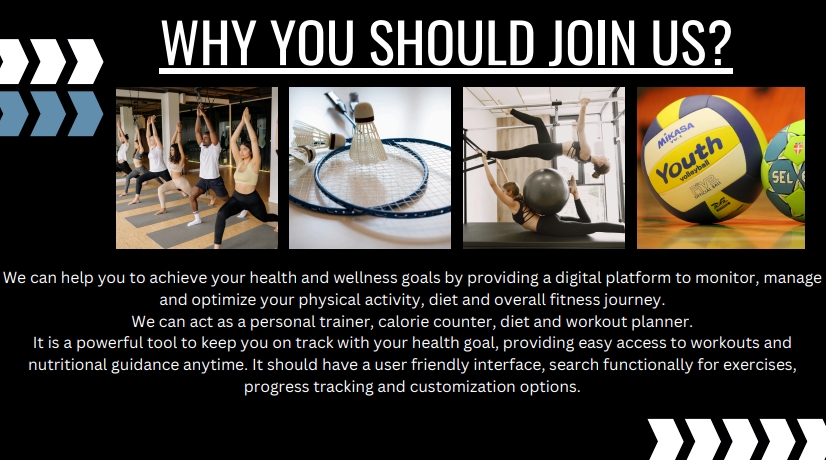 WHY YOU SHOULD JOIN US?
MIKASA
Youth
volleyball
OFFICIAL BALL
SELE
We can help you to achieve your health and wellness goals by providing a digital platform to monitor, manage
and optimize your physical activity, diet and overall fitness journey.
We can act as a personal trainer, calorie counter, diet and workout planner.
It is a powerful tool to keep you on track with your health goal, providing easy access to workouts and
nutritional guidance anytime. It should have a user friendly interface, search functionally for exercises,
progress tracking and customization options.